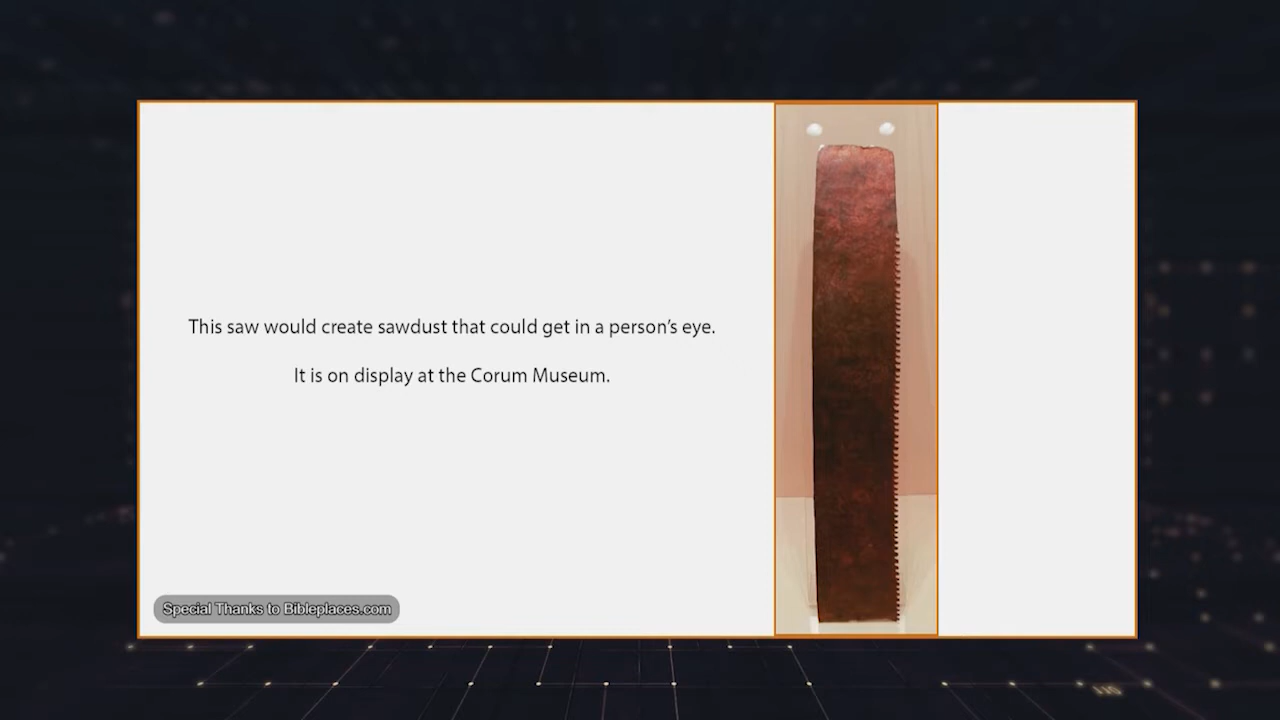 This saw would create sawdust that could get in a person's eye.
It is on display at the Corum Museum.
Special Thanks to Bibleplaces.com